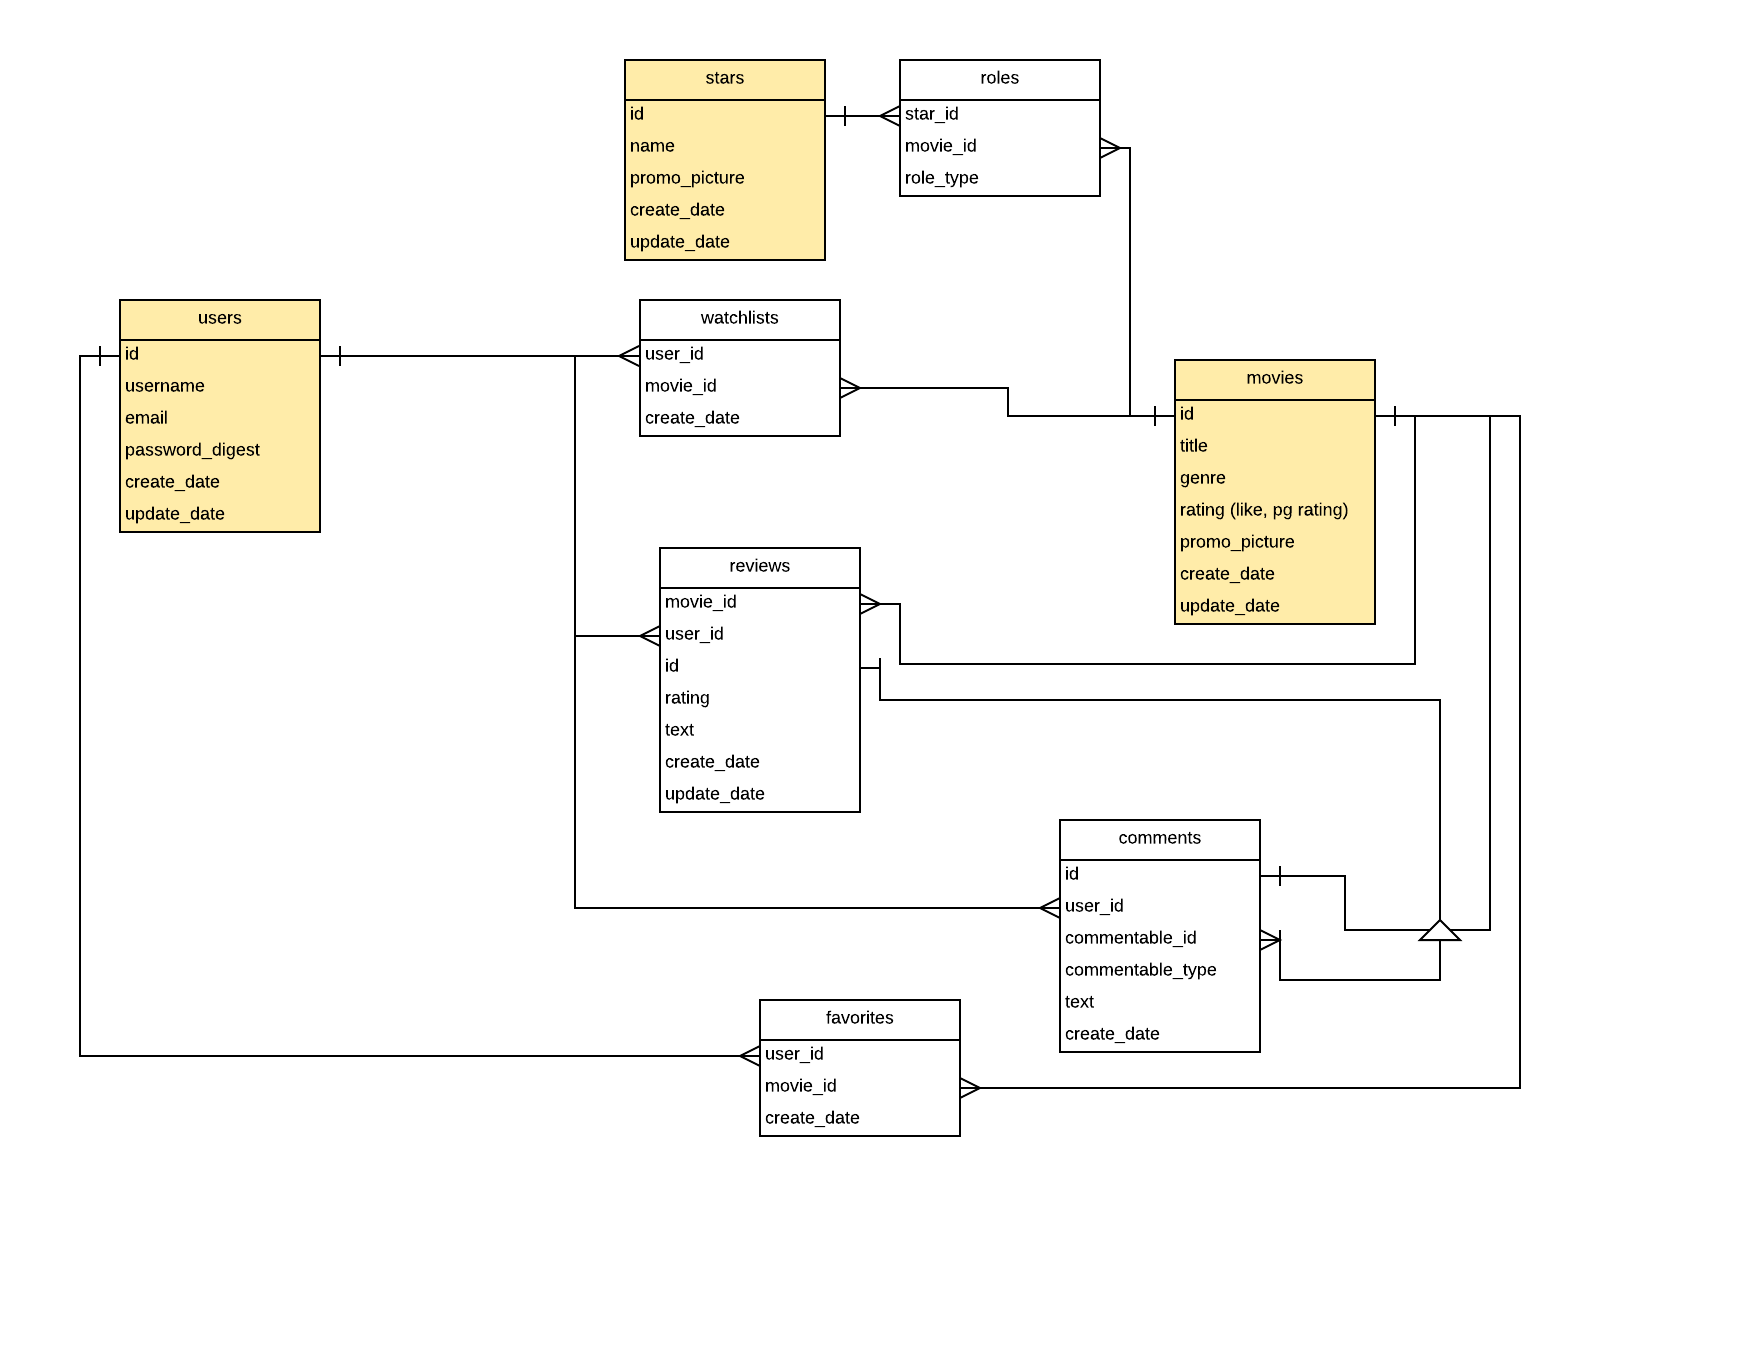 stars
id
name
promo_picture
create_date
update_date
roles
star_id
movie_id
role_type
users
id
username
email
password_digest
create_date
update_date
watchlists
user_id
movie_id
create_date
movies
id
title
genre
rating (like, pg rating)
promo_picture
create_date
update_date
reviews
movie_id
user_id
id
rating
text
create_date
update_date
comments
id
user_id
commentable_id
commentable_type
text
create_date
favorites
user_id
movie_id
create_date